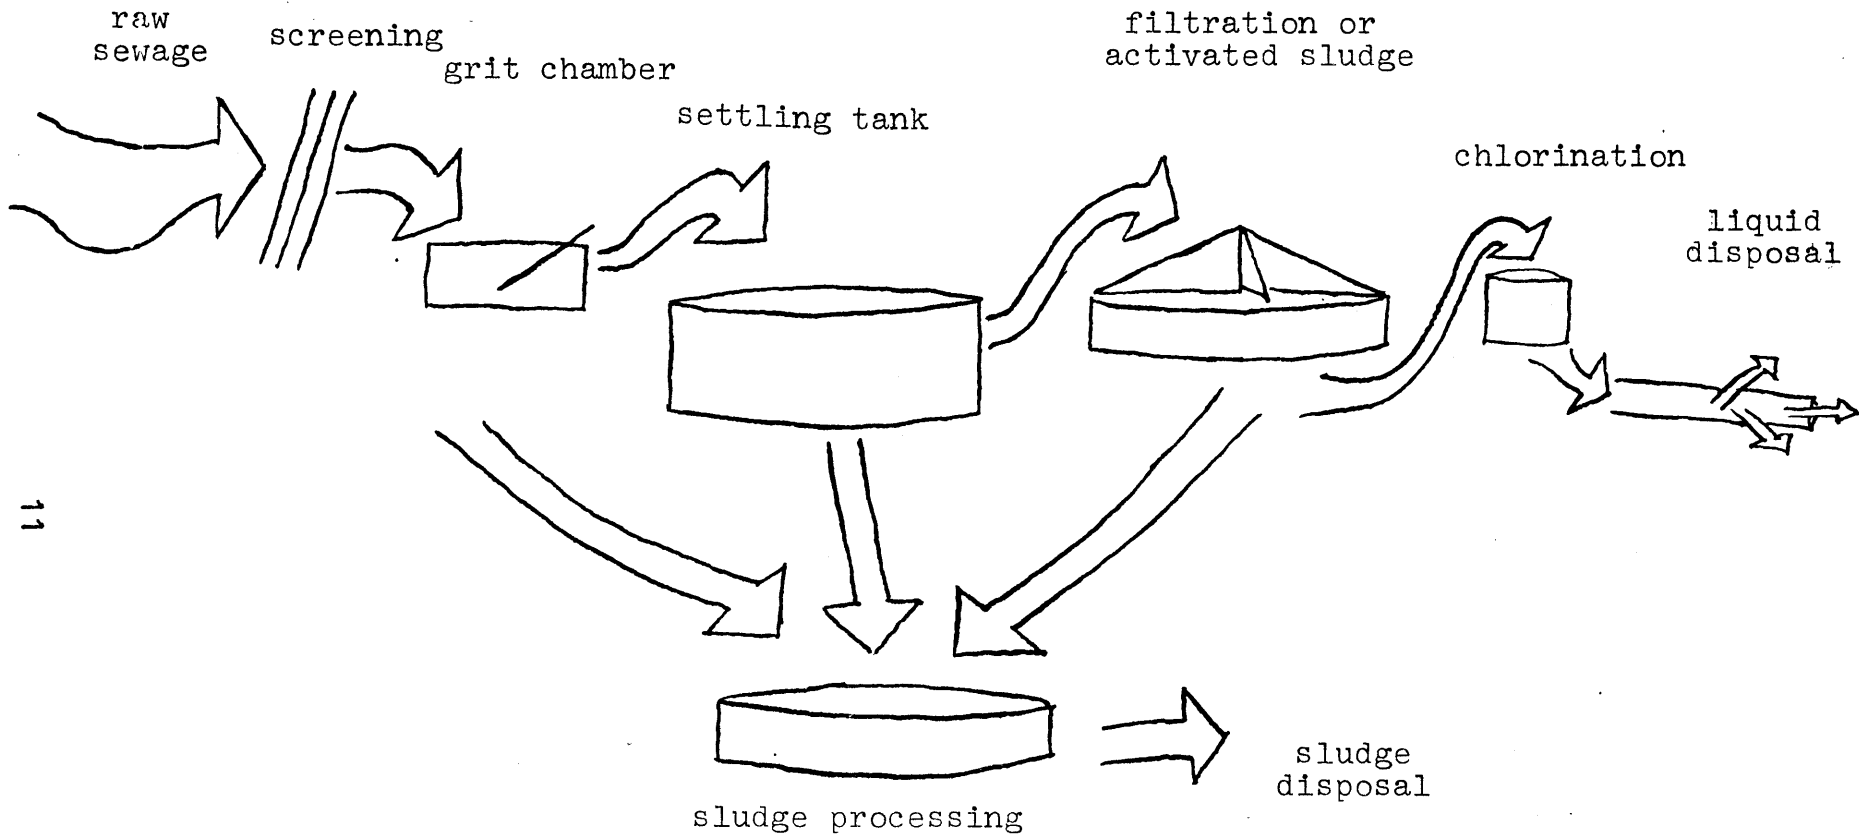 raw
sewage
screening
grit chamber
settling tank
filtration or
activated sludge
chlorination
liquid
disposal
11
sludge
disposal
sludge processing